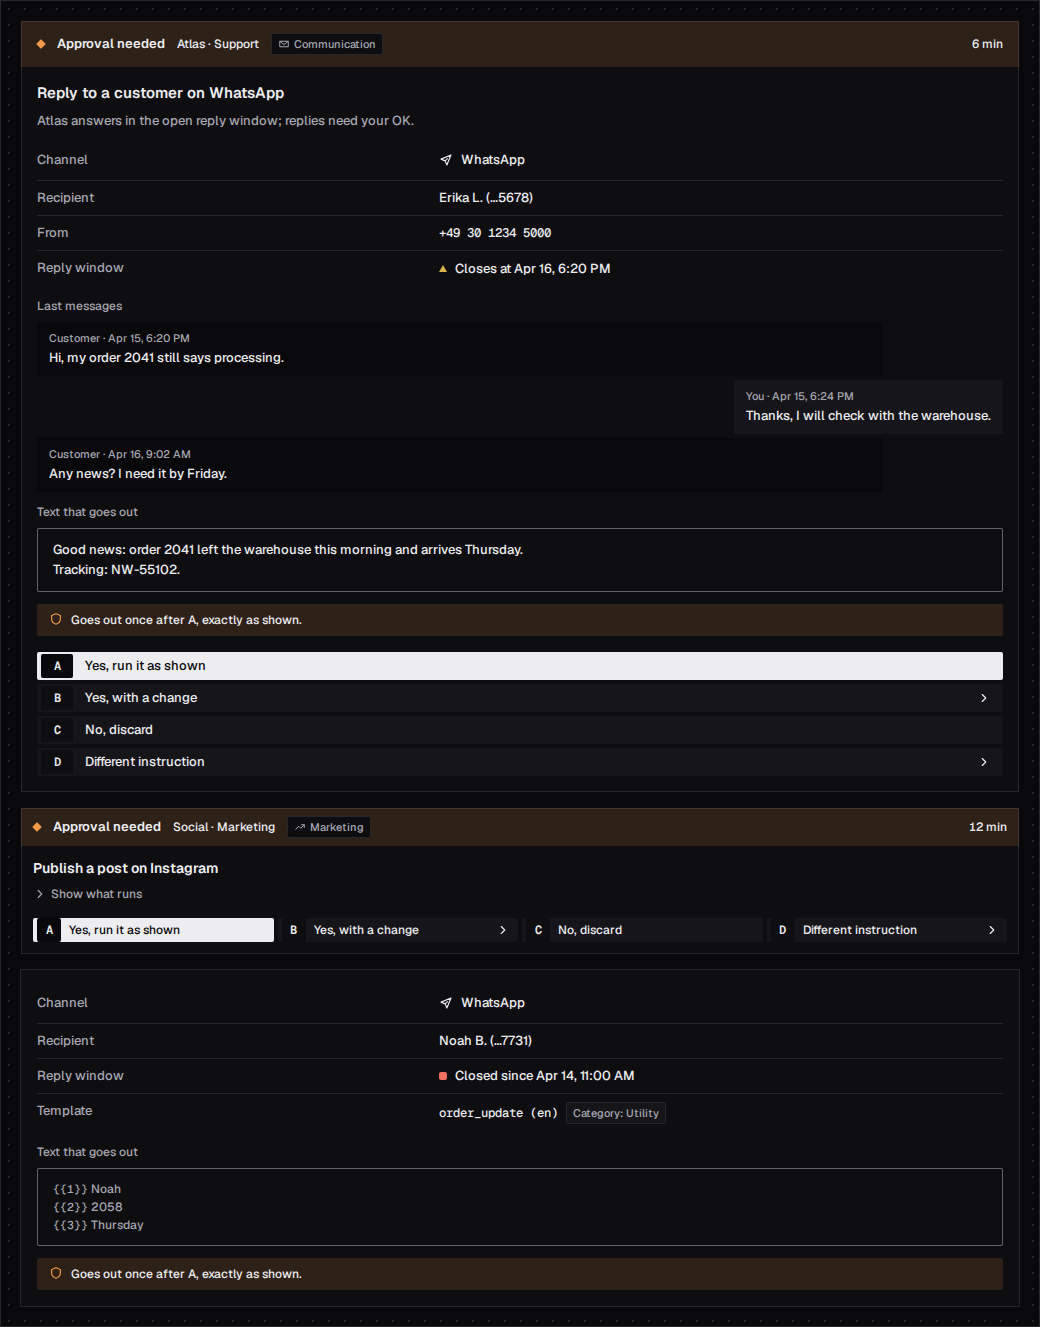 Approval needed Atlas · Support Communication 6 min
Reply to a customer on WhatsApp
Atlas answers in the open reply window; replies need your OK.
Channel WhatsApp
Recipient Erika L. (…5678)
From +49 30 1234 5000
Reply window Closes at Apr 16, 6:20 PM
Last messages
Customer · Apr 15, 6:20 PM
Hi, my order 2041 still says processing.
You · Apr 15, 6:24 PM
Thanks, I will check with the warehouse.
Customer · Apr 16, 9:02 AM
Any news? I need it by Friday.
Text that goes out
Good news: order 2041 left the warehouse this morning and arrives Thursday.
Tracking: NW-55102.
Goes out once after A, exactly as shown.
A Yes, run it as shown
B Yes, with a change
C No, discard
D Different instruction
Approval needed Social · Marketing Marketing 12 min
Publish a post on Instagram
Show what runs
A Yes, run it as shown B Yes, with a change C No, discard D Different instruction
Channel WhatsApp
Recipient Noah B. (…7731)
Reply window Closed since Apr 14, 11:00 AM
Template order_update (en) Category: Utility
Text that goes out
{{1}} Noah
{{2}} 2058
{{3}} Thursday
Goes out once after A, exactly as shown.